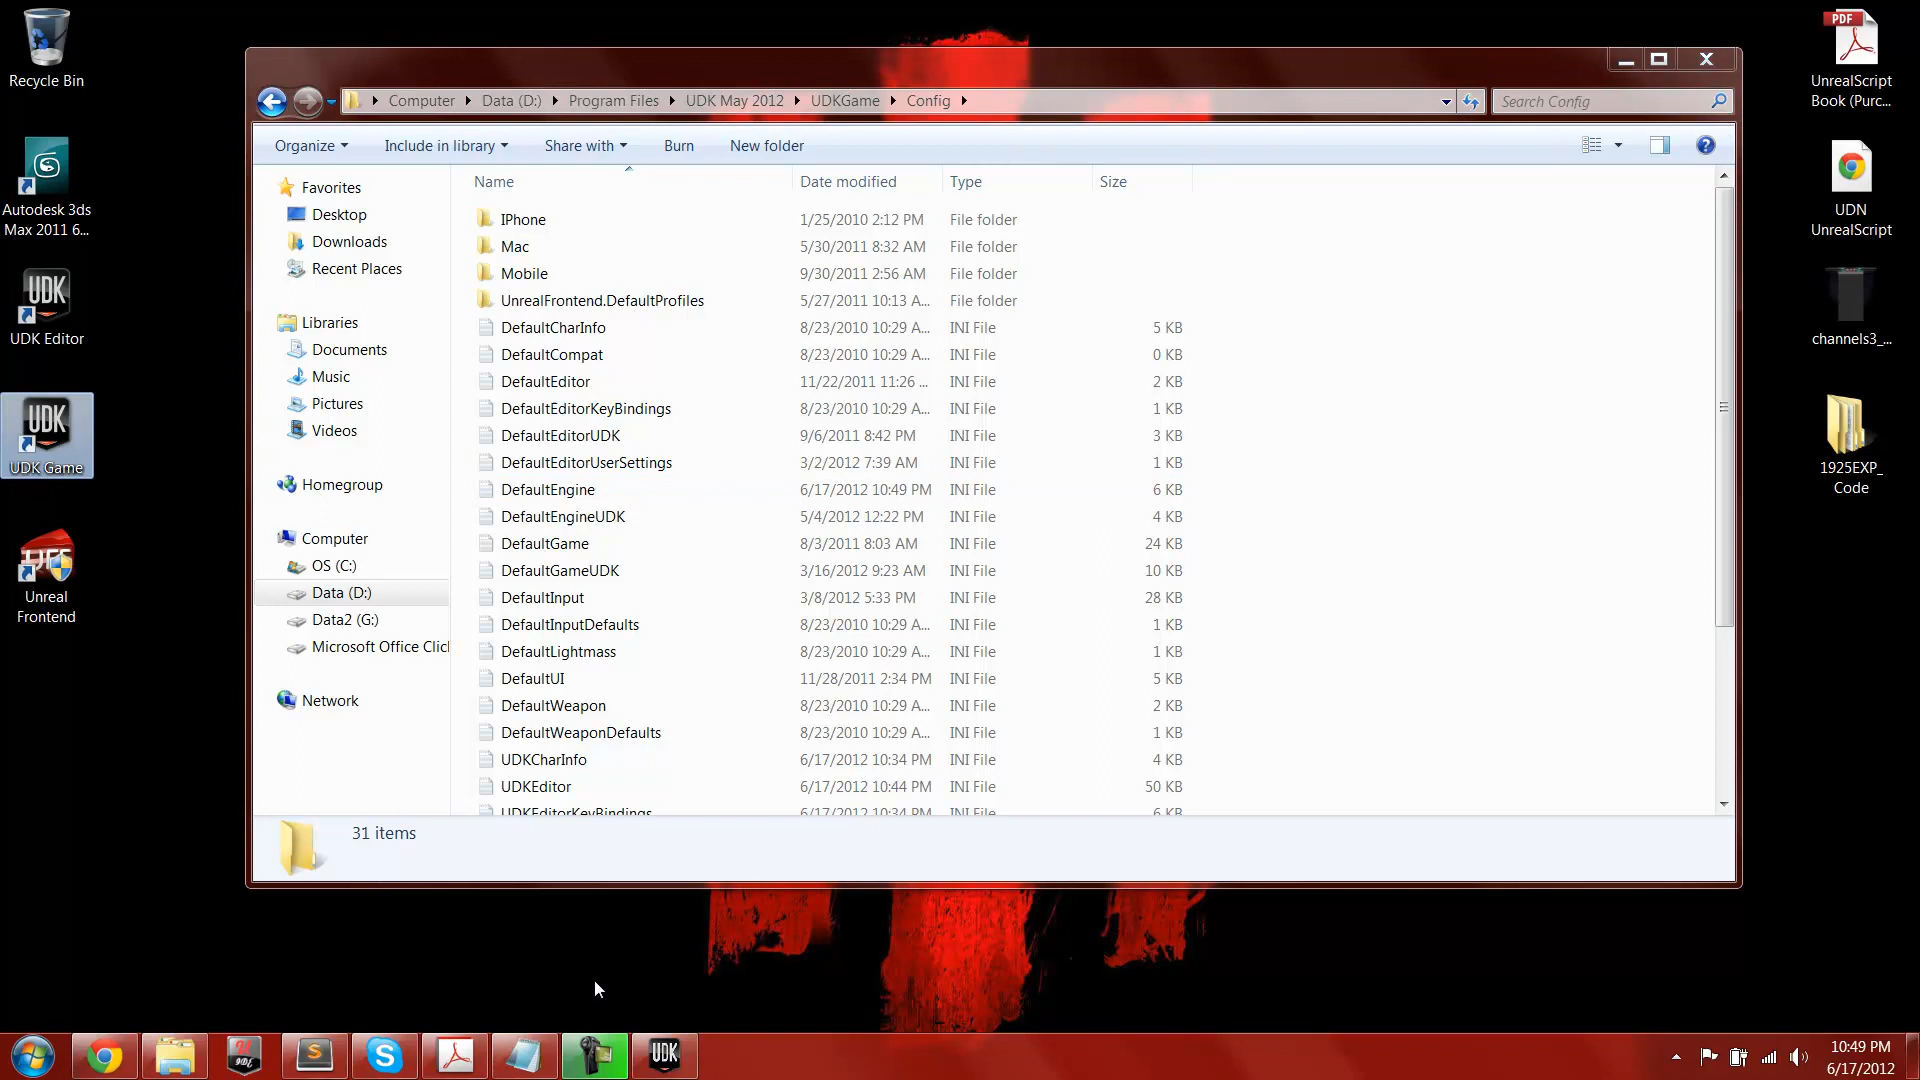 Recycle Bin
Autodesk 3ds
Max 2011 6...
UDK
UDK Editor
UDK
UDK Game
Unreal
Frontend
Computer
Data (D:)
Program Files
UDK May 2012
UDKGame
Config
Search Config
Organize
Include in library
Share with
Burn
New folder
Favorites
Desktop
Downloads
Recent Places
Libraries
Documents
Music
Pictures
Videos
Homegroup
Computer
OS (C:)
Data (D:)
Data2 (G:)
Microsoft Office Clic
Network
Name Date modified Type Size
IPhone 1/25/2010 2:12 PM File folder
Mac 5/30/2011 8:32 AM File folder
Mobile 9/30/2011 2:56 AM File folder
UnrealFrontend.DefaultProfiles 5/27/2011 10:13 A... File folder
DefaultCharInfo 8/23/2010 10:29 A... INI File 5 KB
DefaultCompat 8/23/2010 10:29 A... INI File 0 KB
DefaultEditor 11/22/2011 11:26 ... INI File 2 KB
DefaultEditorKeyBindings 8/23/2010 10:29 A... INI File 1 KB
DefaultEditorUDK 9/6/2011 8:42 PM INI File 3 KB
DefaultEditorUserSettings 3/2/2012 7:39 AM INI File 1 KB
DefaultEngine 6/17/2012 10:49 PM INI File 6 KB
DefaultEngineUDK 5/4/2012 12:22 PM INI File 4 KB
DefaultGame 8/3/2011 8:03 AM INI File 24 KB
DefaultGameUDK 3/16/2012 9:23 AM INI File 10 KB
DefaultInput 3/8/2012 5:33 PM INI File 28 KB
DefaultInputDefaults 8/23/2010 10:29 A... INI File 1 KB
DefaultLightmass 8/23/2010 10:29 A... INI File 1 KB
DefaultUI 11/28/2011 2:34 PM INI File 5 KB
DefaultWeapon 8/23/2010 10:29 A... INI File 2 KB
DefaultWeaponDefaults 8/23/2010 10:29 A... INI File 1 KB
UDKCharInfo 6/17/2012 10:34 PM INI File 4 KB
UDKEditor 6/17/2012 10:44 PM INI File 50 KB
UDKEditorKeyBindings 6/17/2012 10:34 PM INI File 6 KB
31 items
PDF
UnrealScript
Book (Purc...
UDN
UnrealScript
channels3_...
1925EXP_
Code
UDK
10:49 PM
6/17/2012